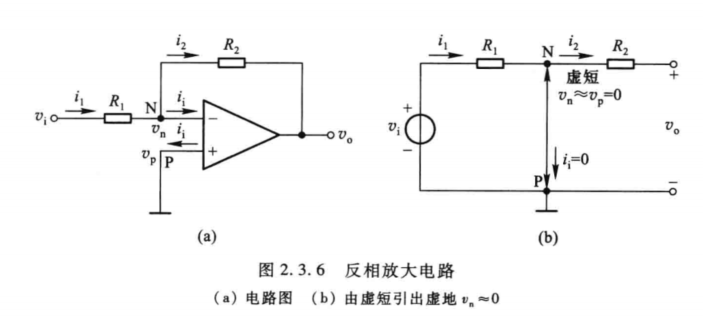 i₂ R₂
i₁ R₁ N iᵢ
vᵢ vₙ iᵢ − vₒ
vₚ P +
(a)
i₁ R₁ N i₂ R₂
虚短 +
vₙ≈vₚ=0
+ vᵢ − vₒ
iᵢ=0
P −
(b)
图 2.3.6 反相放大电路
(a) 电路图 (b) 由虚短引出虚地 vₙ≈0